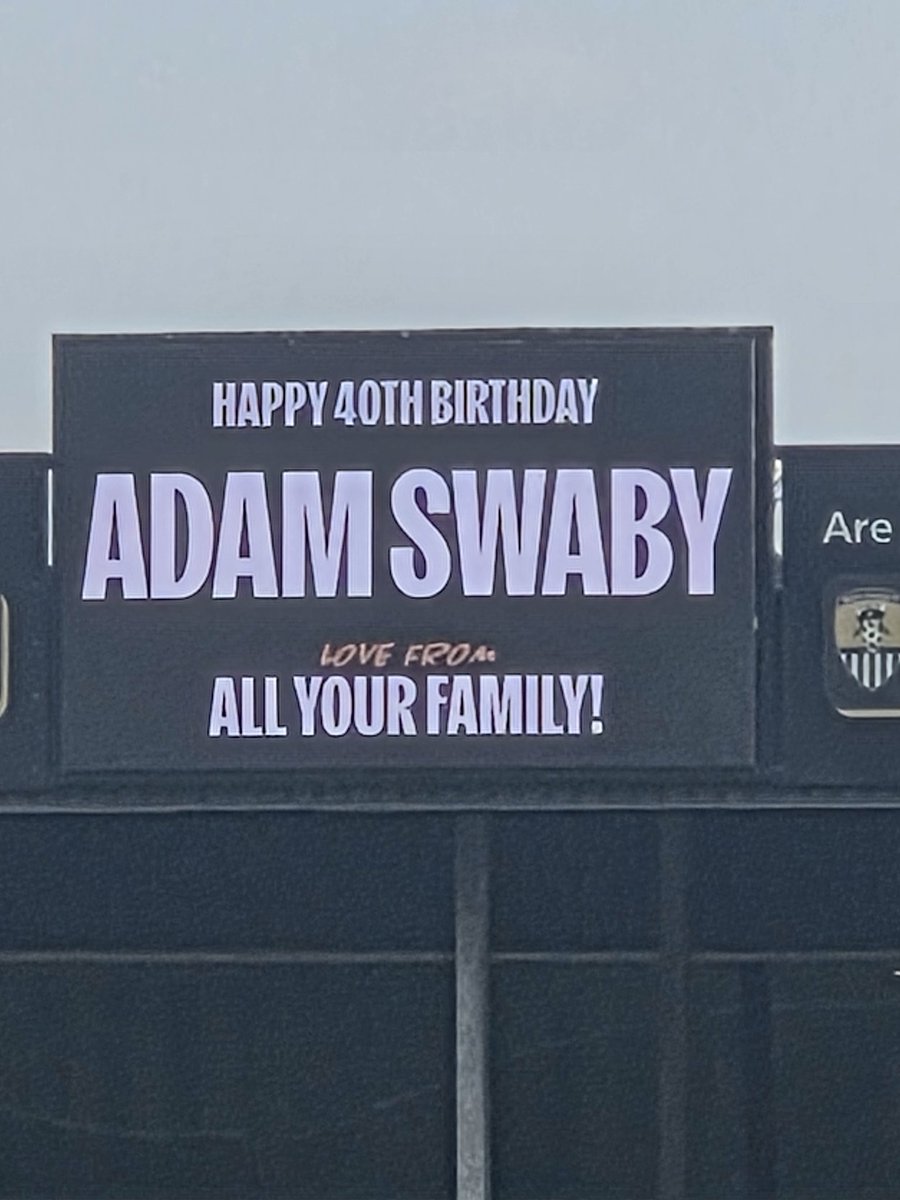 HAPPY 40TH BIRTHDAY
ADAM SWABY
LOVE FROM
ALL YOUR FAMILY!
Are